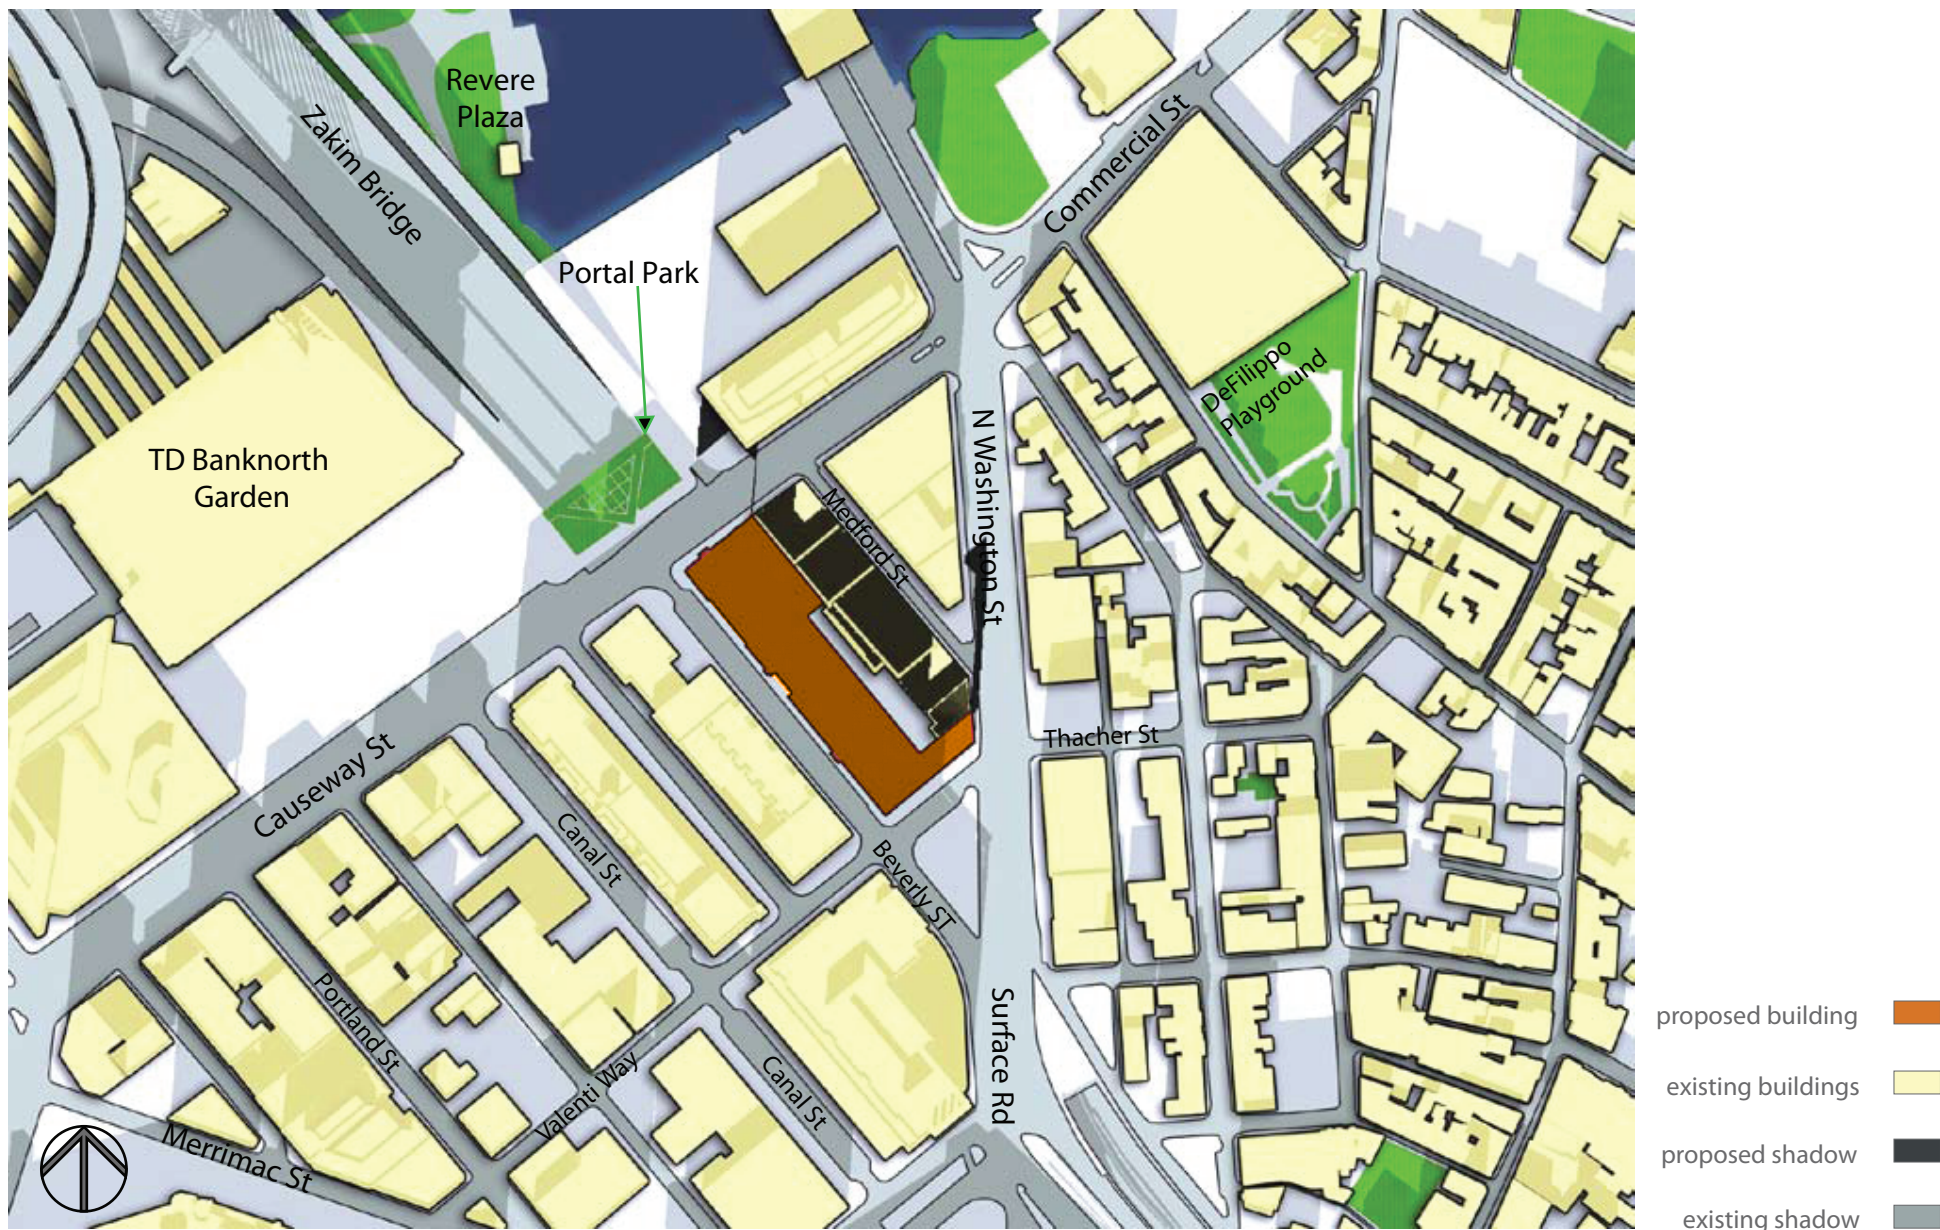 Revere
Plaza
Zakim Bridge
Commercial St
Portal Park
DeFilippo
Playground
TD Banknorth
Garden
N Washington St
Medford St
Thacher St
Causeway St
Canal St
Beverly ST
Portland St
Surface Rd
Valenti Way
Canal St
Merrimac St
proposed building
existing buildings
proposed shadow
existing shadow